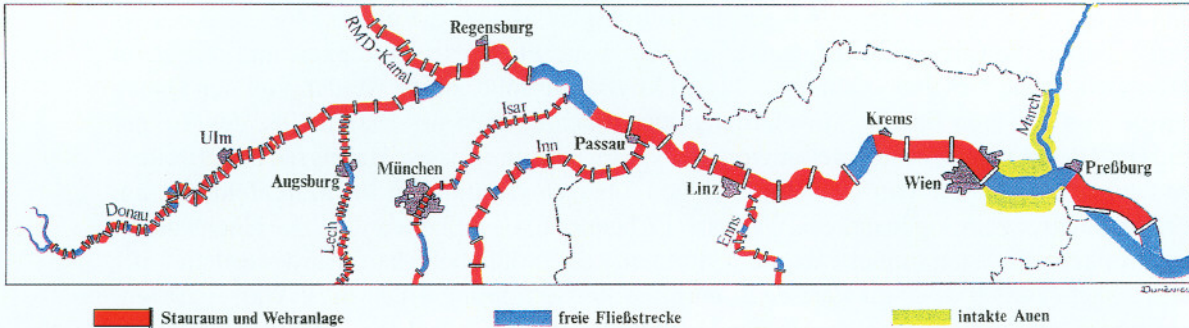 RMD-Kanal
Regensburg
Isar
March
Krems
Ulm
Inn
Passau
Augsburg
München
Linz
Wien
Preßburg
Donau
Lech
Enns
Stauraum und Wehranlage
freie Fließstrecke
intakte Auen